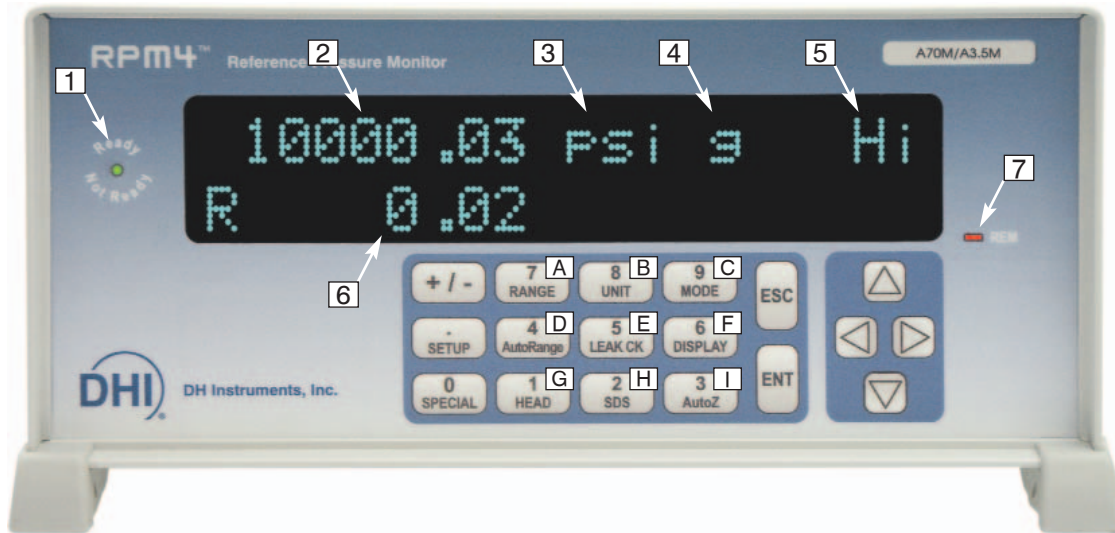 RPM4™ Reference Pressure Monitor
A70M/A3.5M
1
2
3
4
5
Ready
Not Ready
10000.03 psi g Hi
R 0.02
6
7
REM
+ / -
7 A
RANGE
8 B
UNIT
9 C
MODE
ESC
.
SETUP
4 D
AutoRange
5 E
LEAK CK
6 F
DISPLAY
0
SPECIAL
1 G
HEAD
2 H
SDS
3 I
AutoZ
ENT
DHI® DH Instruments, Inc.